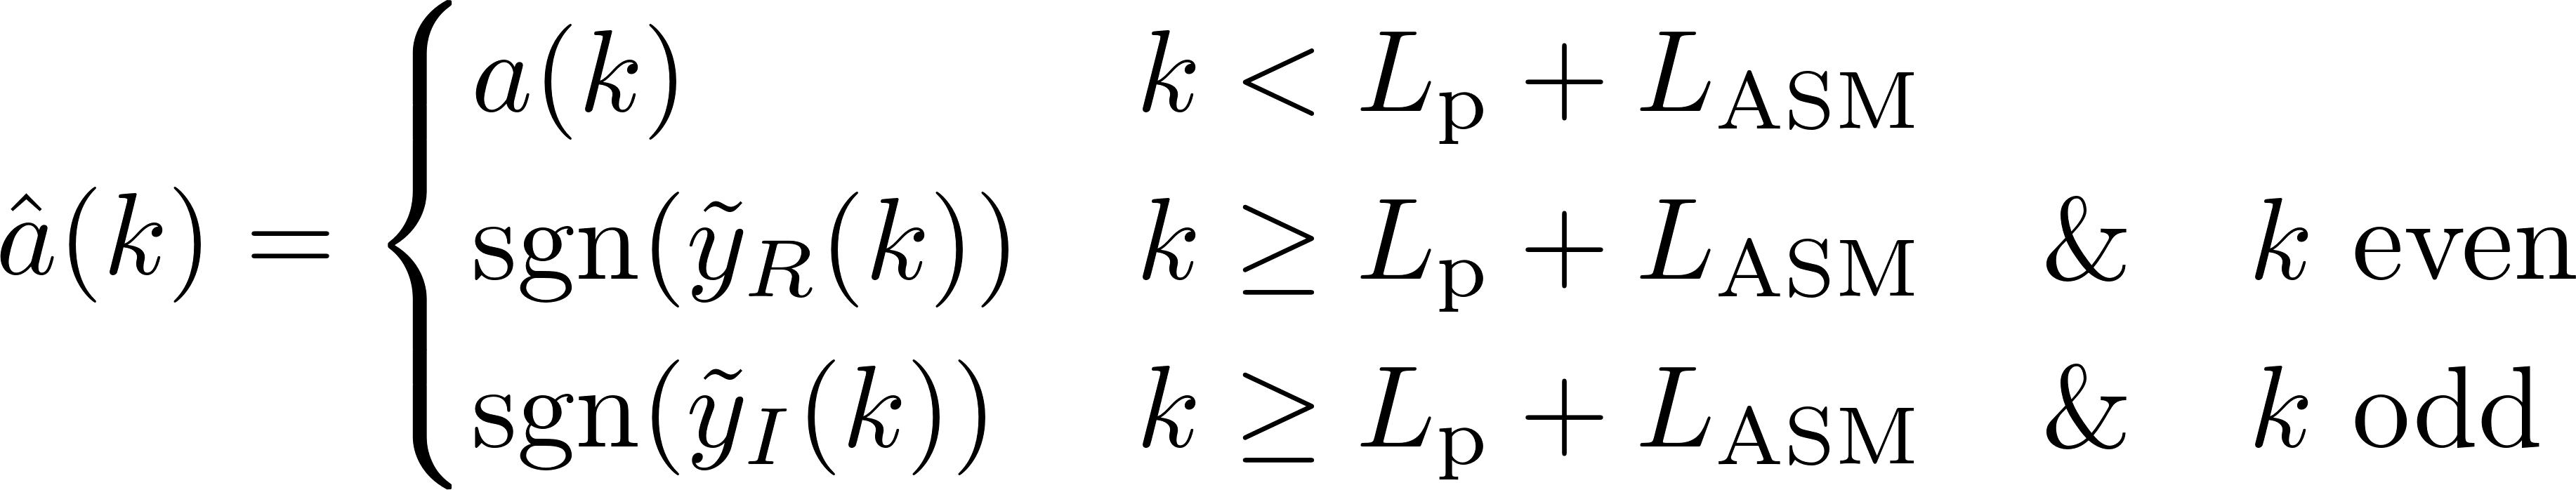 a(k) k < L_p + L_ASM
â(k) = { sgn(ỹ_R(k)) k ≥ L_p + L_ASM & k even
sgn(ỹ_I(k)) k ≥ L_p + L_ASM & k odd